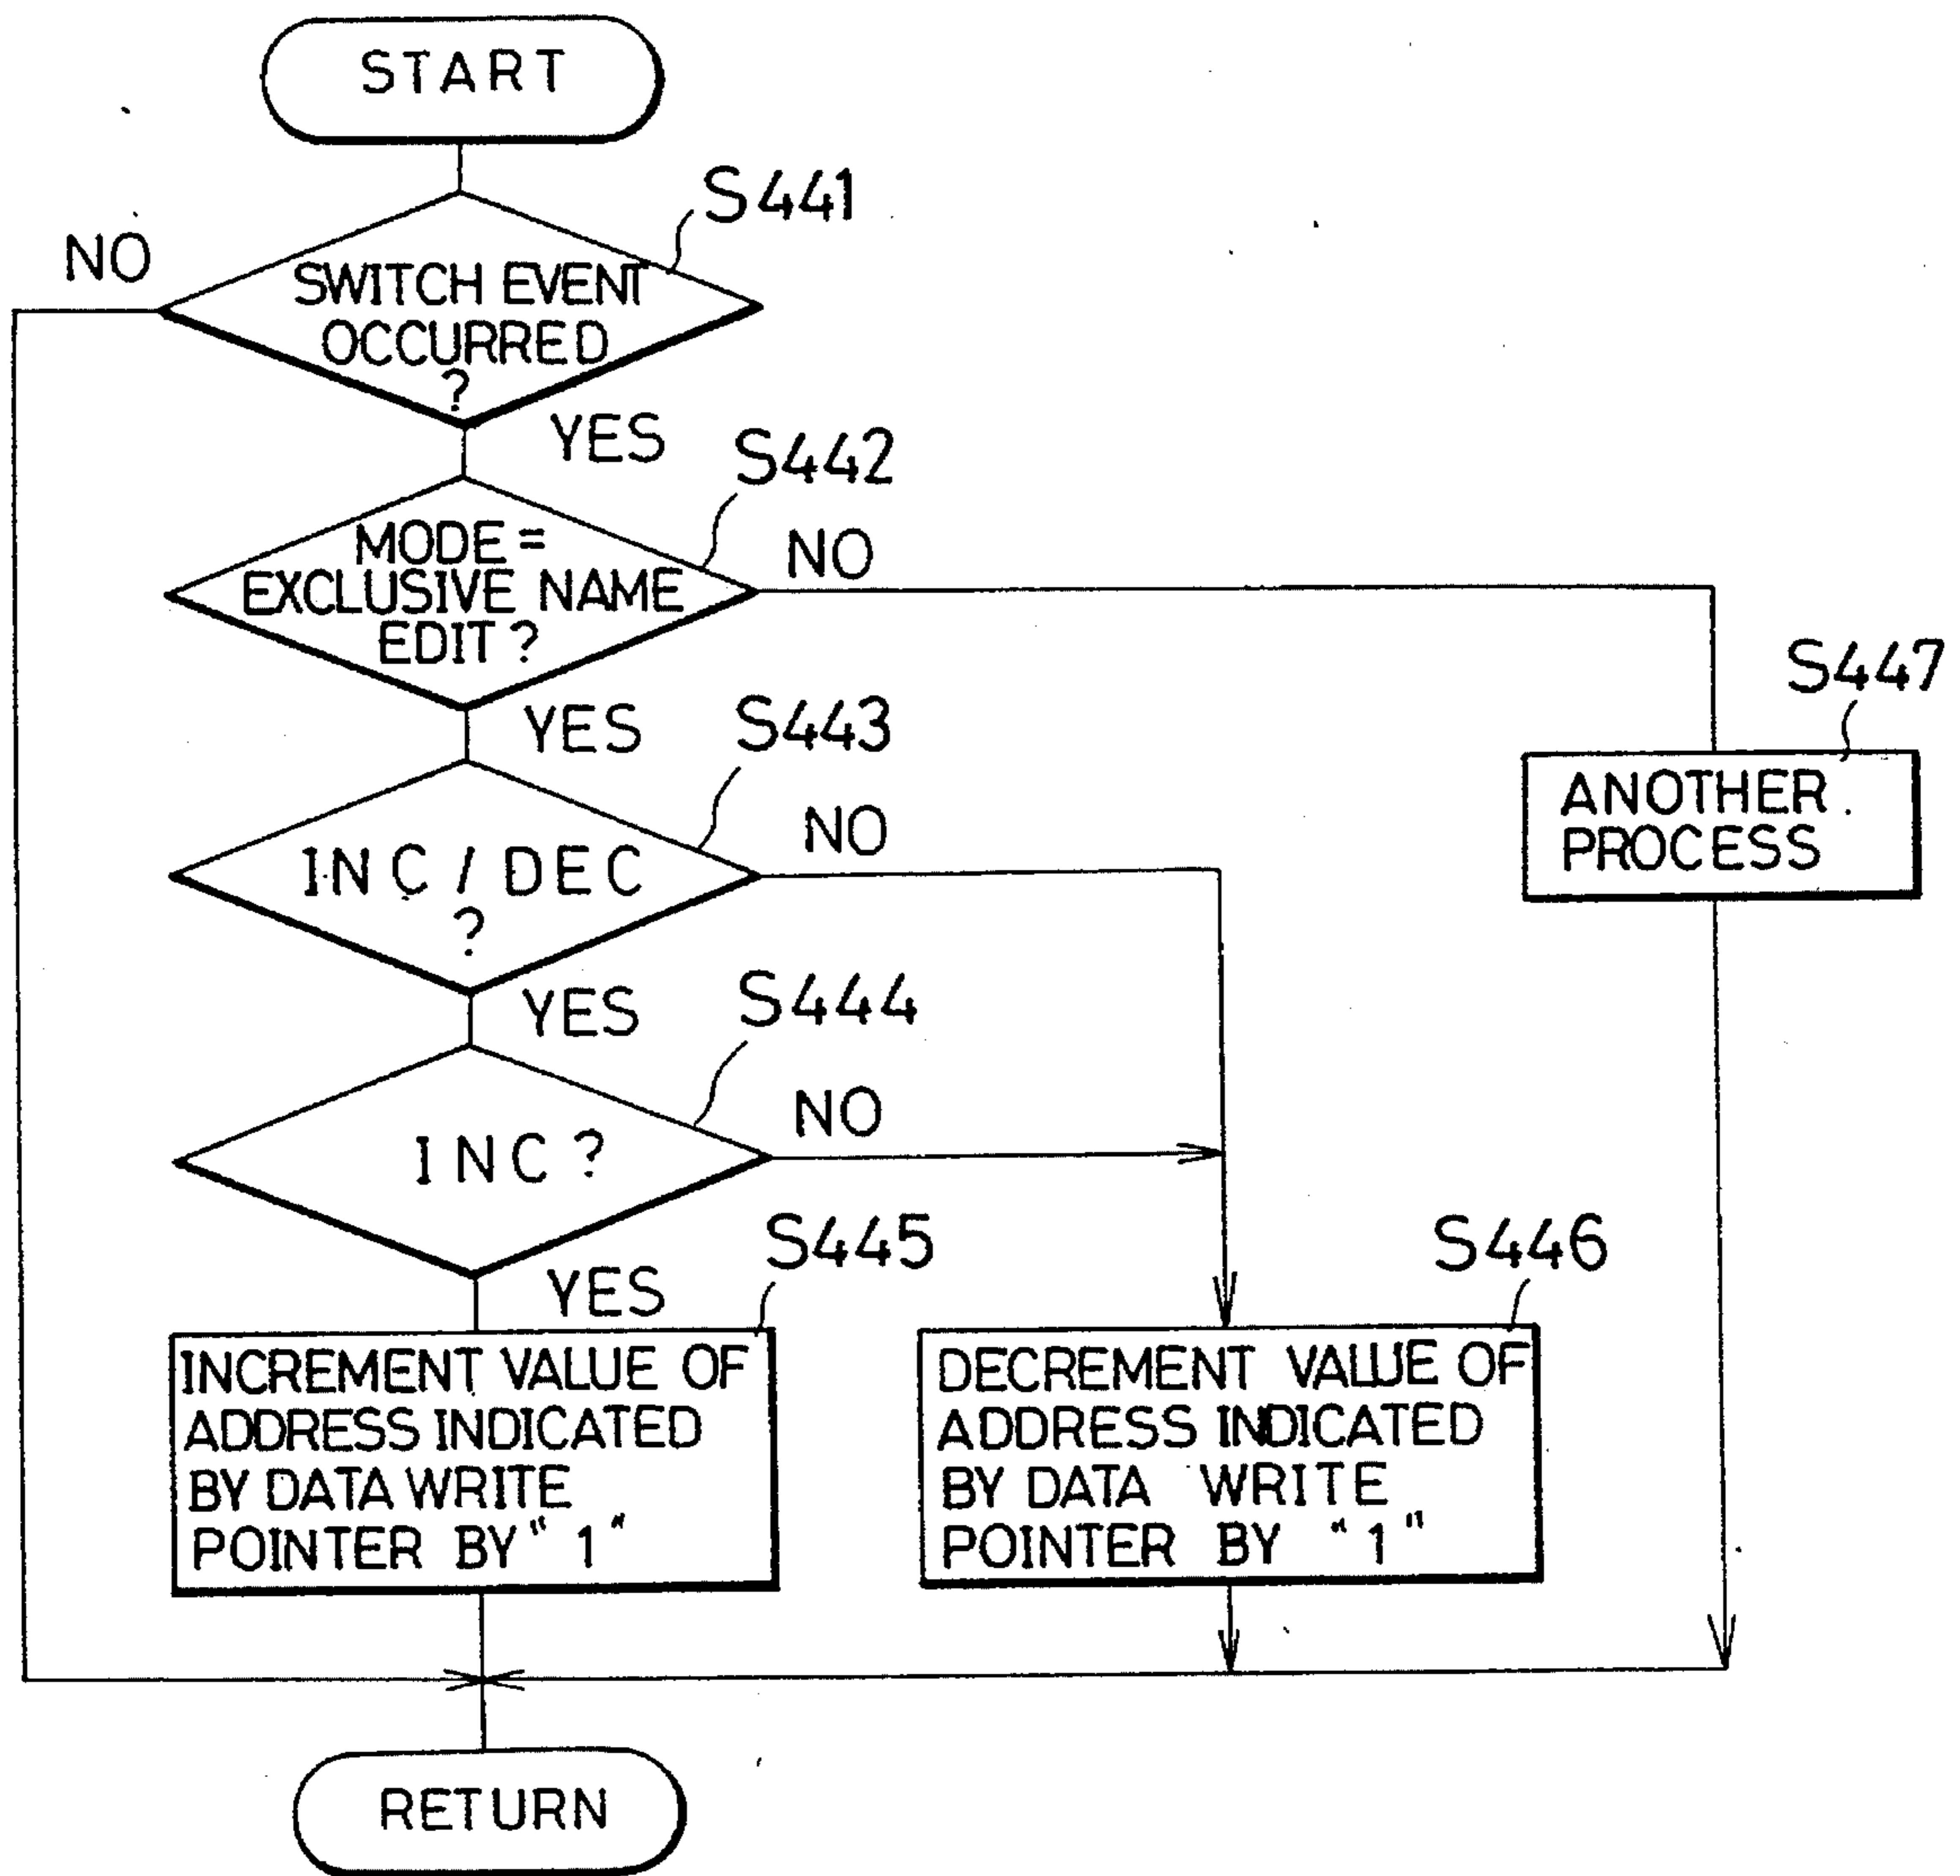 START
S441
NO
SWITCH EVENT
OCCURRED
?
YES
S442
MODE =
EXCLUSIVE NAME
EDIT ?
NO
S447
YES
S443
ANOTHER
PROCESS
NO
INC / DEC
?
YES
S444
NO
INC ?
S445
S446
YES
INCREMENT VALUE OF
ADDRESS INDICATED
BY DATA WRITE
POINTER BY " 1 "
DECREMENT VALUE OF
ADDRESS INDICATED
BY DATA WRITE
POINTER BY " 1 "
RETURN